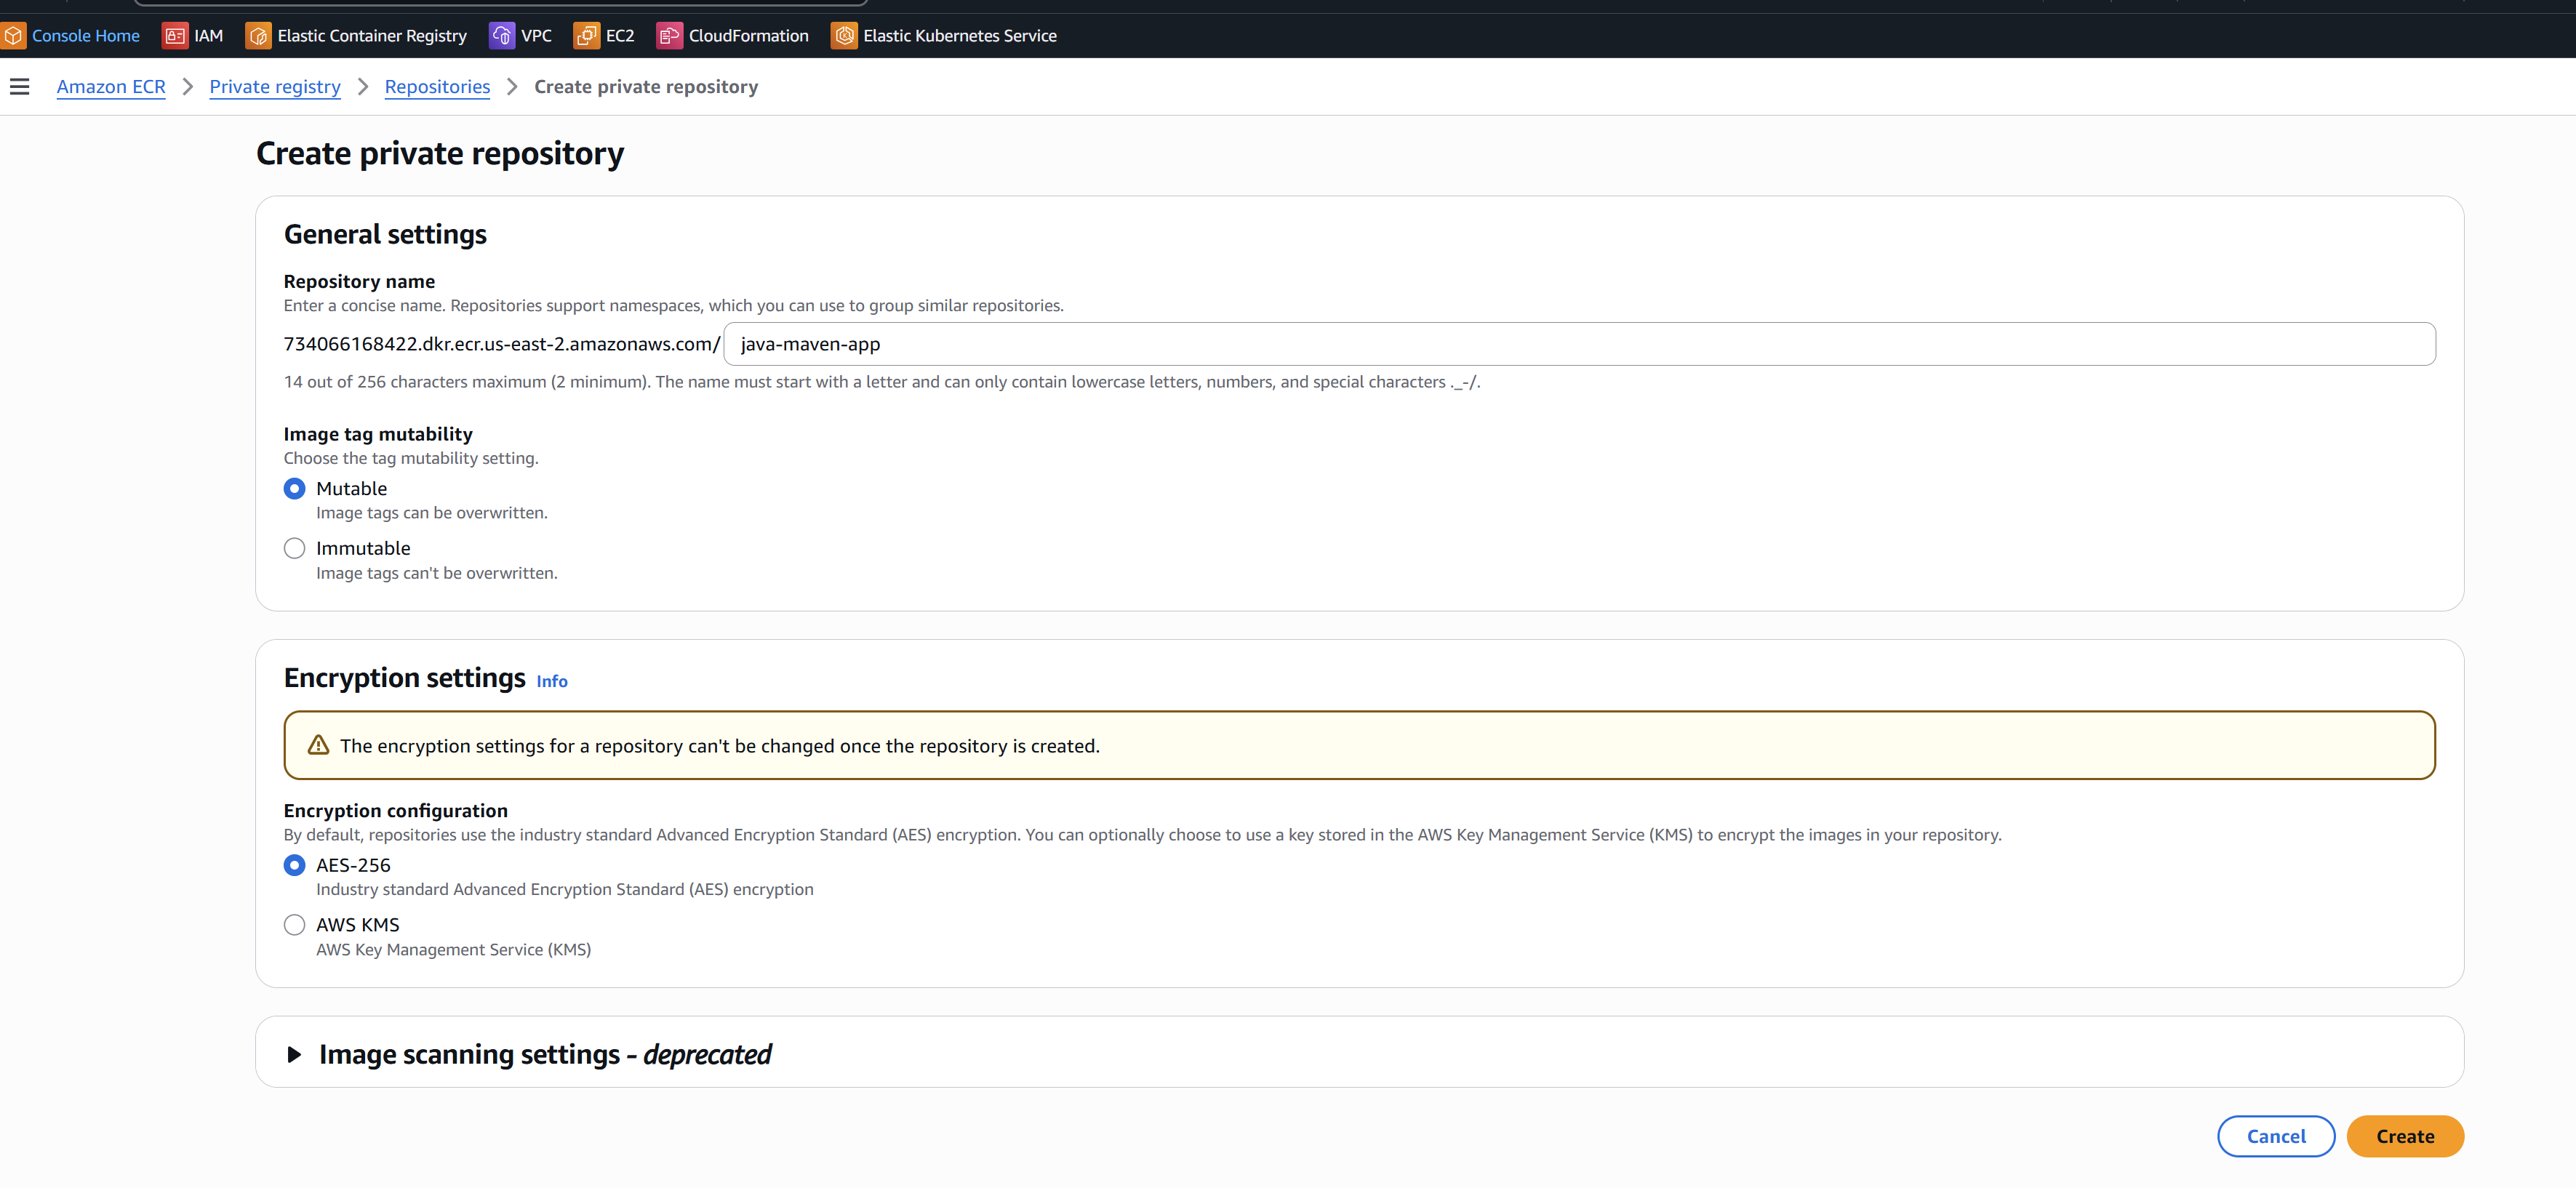 Console Home IAM Elastic Container Registry VPC EC2 CloudFormation Elastic Kubernetes Service
Amazon ECR Private registry Repositories Create private repository
Create private repository
General settings
Repository name
Enter a concise name. Repositories support namespaces, which you can use to group similar repositories.
734066168422.dkr.ecr.us-east-2.amazonaws.com/ java-maven-app
14 out of 256 characters maximum (2 minimum). The name must start with a letter and can only contain lowercase letters, numbers, and special characters ._-/.
Image tag mutability
Choose the tag mutability setting.
Mutable
Image tags can be overwritten.
Immutable
Image tags can't be overwritten.
Encryption settings Info
The encryption settings for a repository can't be changed once the repository is created.
Encryption configuration
By default, repositories use the industry standard Advanced Encryption Standard (AES) encryption. You can optionally choose to use a key stored in the AWS Key Management Service (KMS) to encrypt the images in your repository.
AES-256
Industry standard Advanced Encryption Standard (AES) encryption
AWS KMS
AWS Key Management Service (KMS)
Image scanning settings - deprecated
Cancel Create